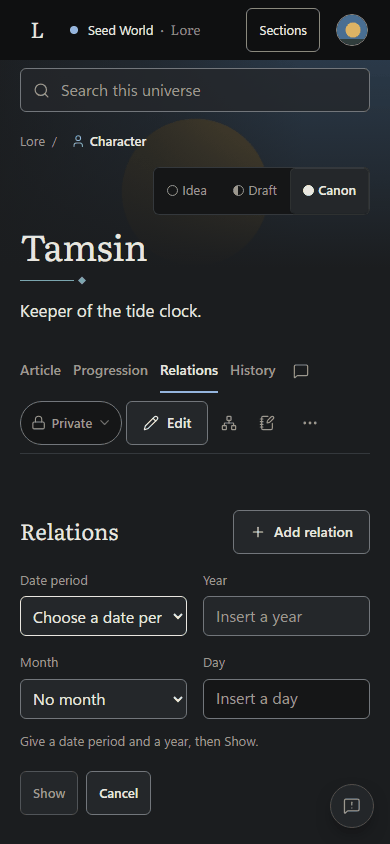 L
Seed World · Lore
Sections
Search this universe
Lore / Character
Idea
Draft
Canon
Tamsin
Keeper of the tide clock.
Article
Progression
Relations
History
Private
Edit
Relations
Add relation
Date period
Year
Choose a date per
Insert a year
Month
Day
No month
Insert a day
Give a date period and a year, then Show.
Show
Cancel